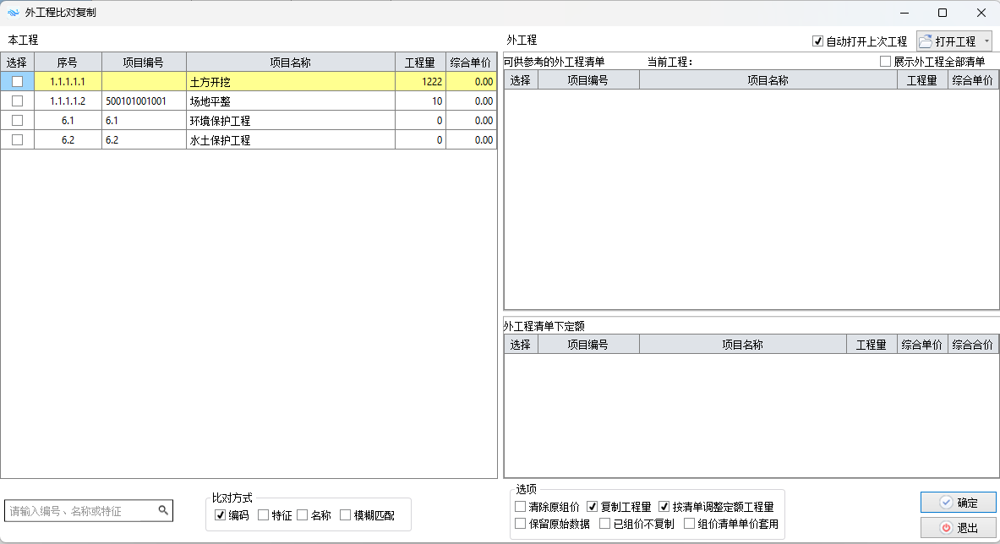 外工程比对复制
本工程
选择 序号 项目编号 项目名称 工程量 综合单价
1.1.1.1.1 土方开挖 1222 0.00
1.1.1.1.2 500101001001 场地平整 10 0.00
6.1 6.1 环境保护工程 0 0.00
6.2 6.2 水土保护工程 0 0.00
外工程 自动打开上次工程 打开工程
可供参考的外工程清单 当前工程: 展示外工程全部清单
选择 项目编号 项目名称 工程量 综合单价
外工程清单下定额
选择 项目编号 项目名称 工程量 综合单价 综合合价
请输入编号、名称或特征
比对方式
编码 特征 名称 模糊匹配
选项
清除原组价 复制工程量 按清单调整定额工程量
保留原始数据 已组价不复制 组价清单单价套用
确定
退出